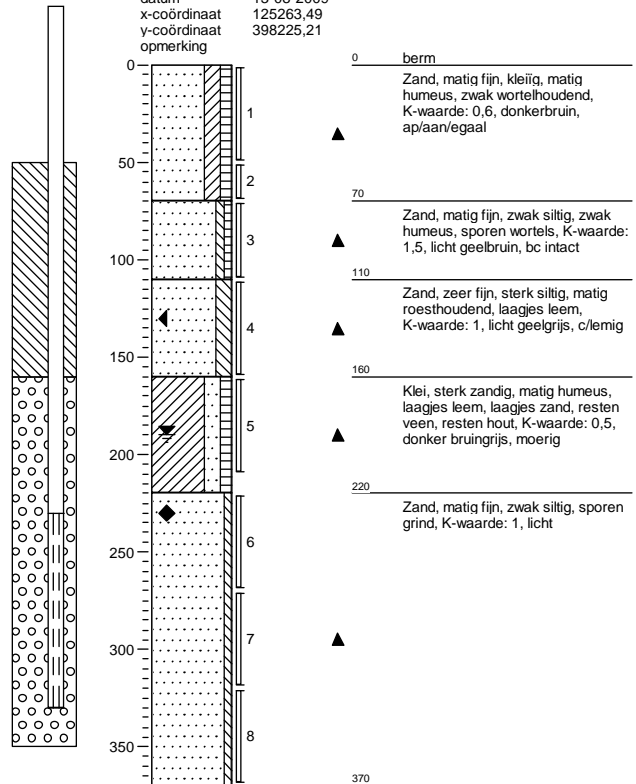 x-coördinaat 125263,49
y-coördinaat 398225,21
opmerking
0
50
100
150
200
250
300
350
1
2
3
4
5
6
7
8
0 berm
Zand, matig fijn, kleiïg, matig
humeus, zwak wortelhoudend,
K-waarde: 0,6, donkerbruin,
ap/aan/egaal
70
Zand, matig fijn, zwak siltig, zwak
humeus, sporen wortels, K-waarde:
1,5, licht geelbruin, bc intact
110
Zand, zeer fijn, sterk siltig, matig
roesthoudend, laagjes leem,
K-waarde: 1, licht geelgrijs, c/lemig
160
Klei, sterk zandig, matig humeus,
laagjes leem, laagjes zand, resten
veen, resten hout, K-waarde: 0,5,
donker bruingrijs, moerig
220
Zand, matig fijn, zwak siltig, sporen
grind, K-waarde: 1, licht
370